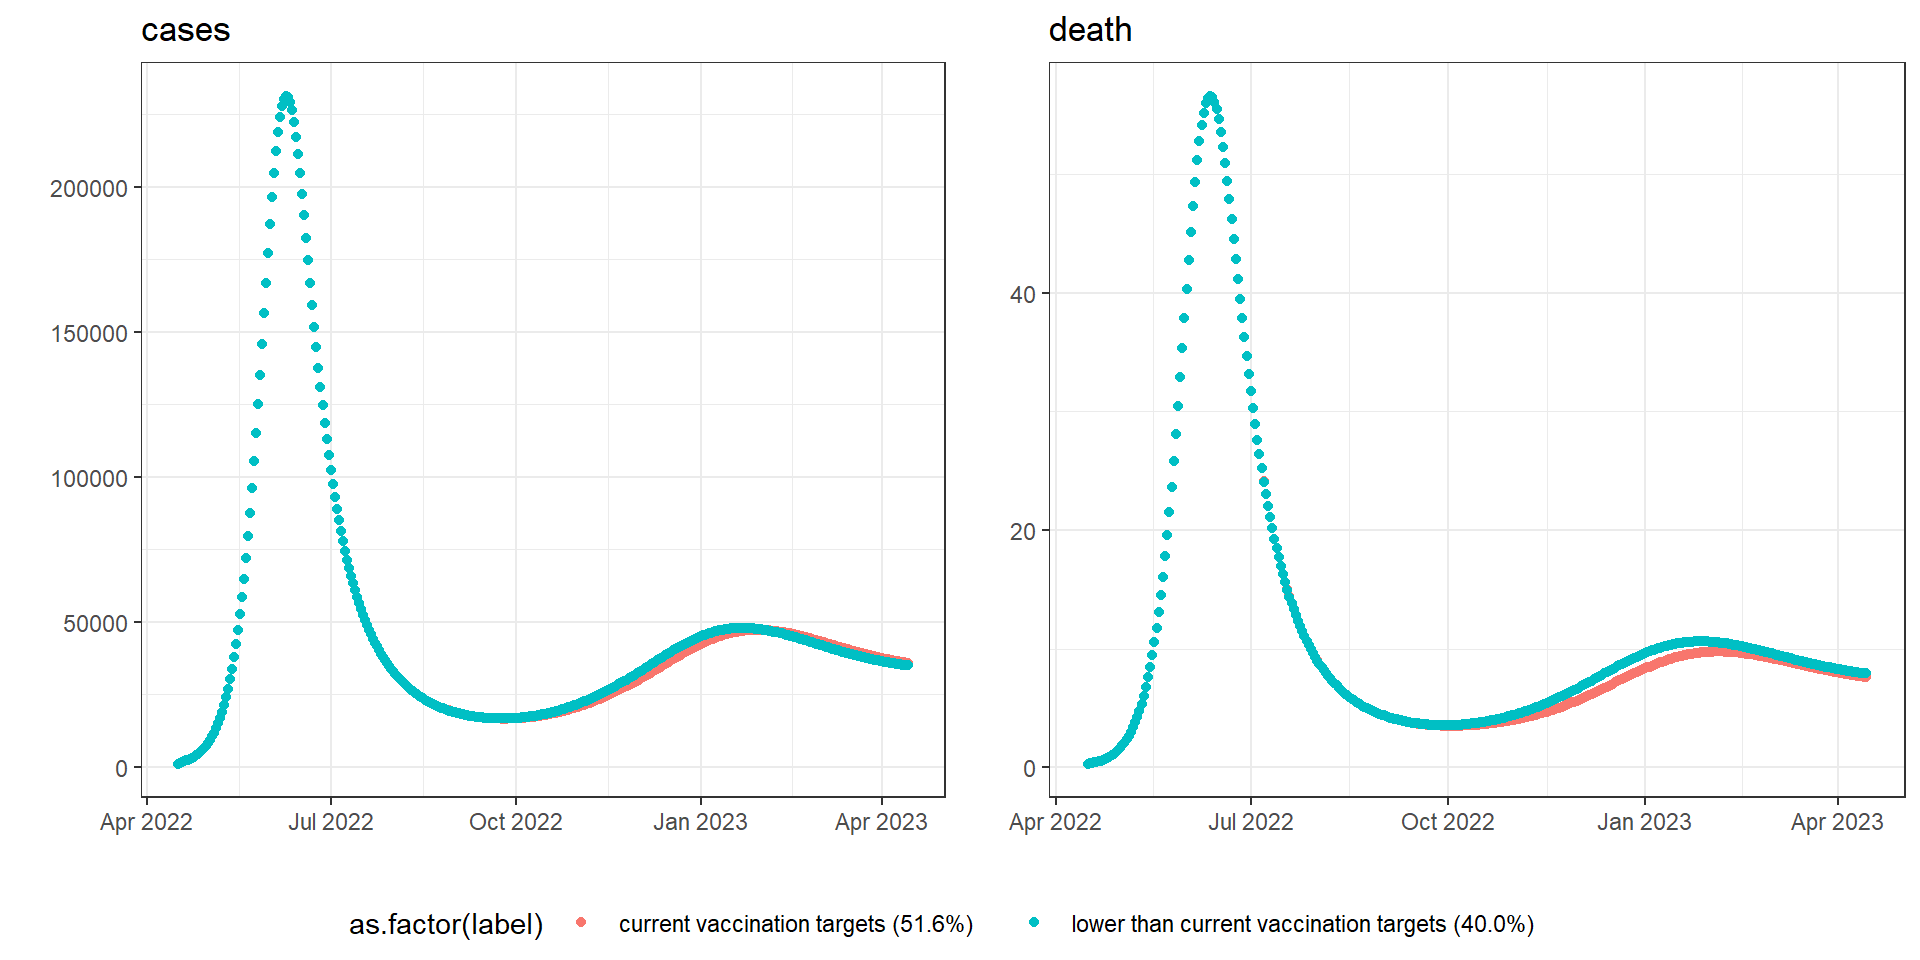 cases
death
200000
150000
100000
50000
0
Apr 2022 Jul 2022 Oct 2022 Jan 2023 Apr 2023
40
20
0
Apr 2022 Jul 2022 Oct 2022 Jan 2023 Apr 2023
as.factor(label) current vaccination targets (51.6%) lower than current vaccination targets (40.0%)